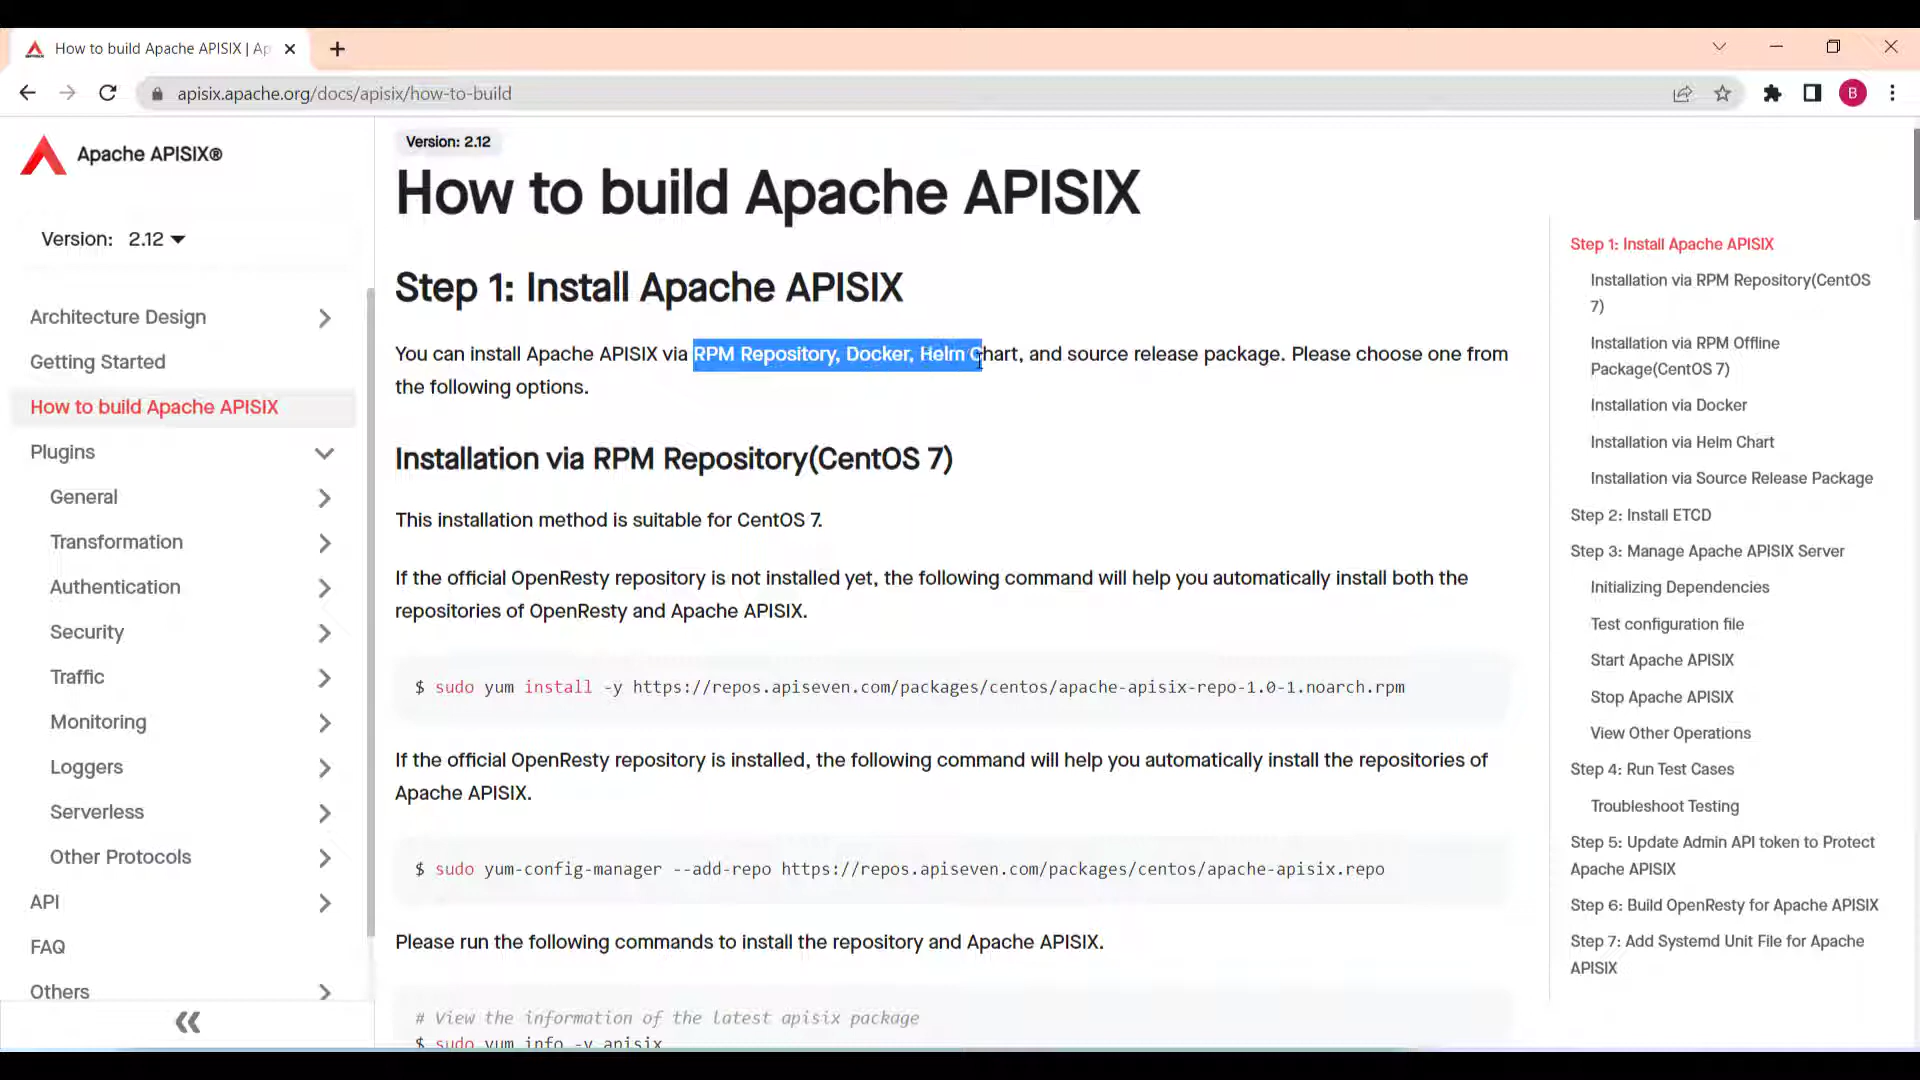 How to build Apache APISIX | Ap
apisix.apache.org/docs/apisix/how-to-build
B
Apache APISIX®
Version: 2.12
Architecture Design
Getting Started
How to build Apache APISIX
Plugins
General
Transformation
Authentication
Security
Traffic
Monitoring
Loggers
Serverless
Other Protocols
API
FAQ
Others
Version: 2.12
How to build Apache APISIX
Step 1: Install Apache APISIX
You can install Apache APISIX via RPM Repository, Docker, Helm Chart, and source release package. Please choose one from
the following options.
Installation via RPM Repository(CentOS 7)
This installation method is suitable for CentOS 7.
If the official OpenResty repository is not installed yet, the following command will help you automatically install both the
repositories of OpenResty and Apache APISIX.
$ sudo yum install -y https://repos.apiseven.com/packages/centos/apache-apisix-repo-1.0-1.noarch.rpm
If the official OpenResty repository is installed, the following command will help you automatically install the repositories of
Apache APISIX.
$ sudo yum-config-manager --add-repo https://repos.apiseven.com/packages/centos/apache-apisix.repo
Please run the following commands to install the repository and Apache APISIX.
# View the information of the latest apisix package
$ sudo yum info -y apisix
Step 1: Install Apache APISIX
Installation via RPM Repository(CentOS
7)
Installation via RPM Offline
Package(CentOS 7)
Installation via Docker
Installation via Helm Chart
Installation via Source Release Package
Step 2: Install ETCD
Step 3: Manage Apache APISIX Server
Initializing Dependencies
Test configuration file
Start Apache APISIX
Stop Apache APISIX
View Other Operations
Step 4: Run Test Cases
Troubleshoot Testing
Step 5: Update Admin API token to Protect
Apache APISIX
Step 6: Build OpenResty for Apache APISIX
Step 7: Add Systemd Unit File for Apache
APISIX